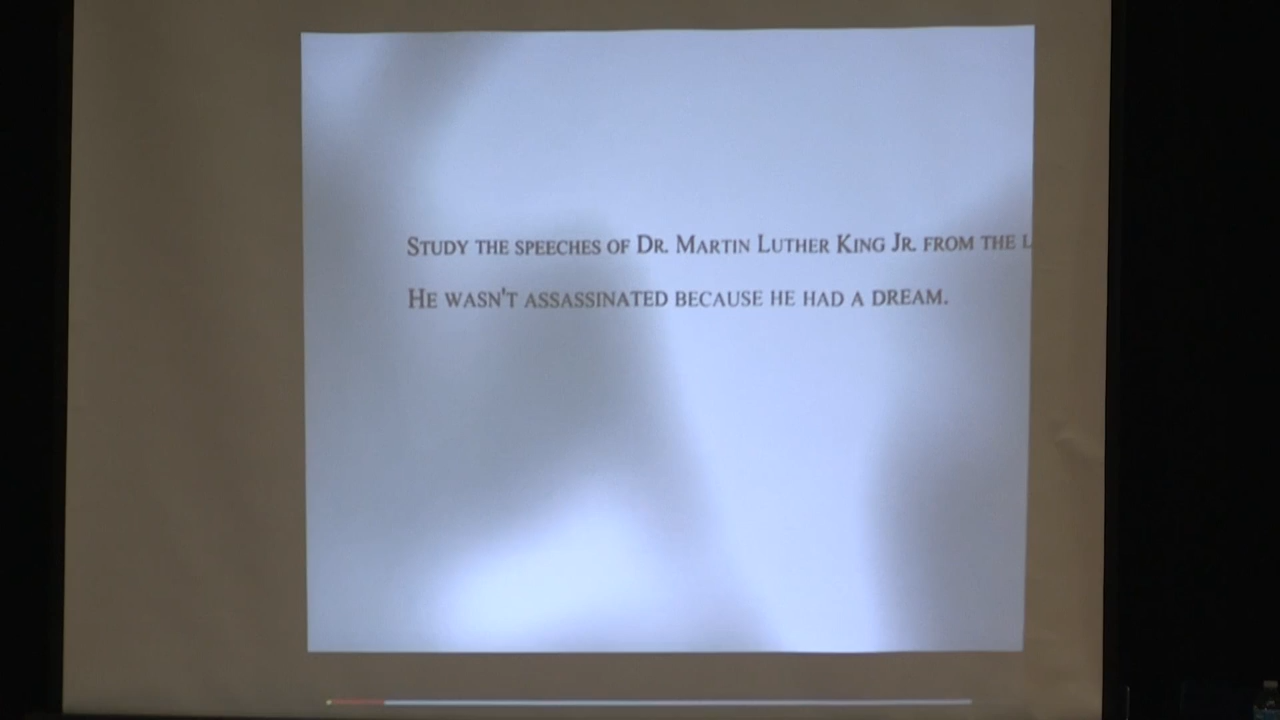 STUDY THE SPEECHES OF DR. MARTIN LUTHER KING JR. FROM THE
HE WASN'T ASSASSINATED BECAUSE HE HAD A DREAM.